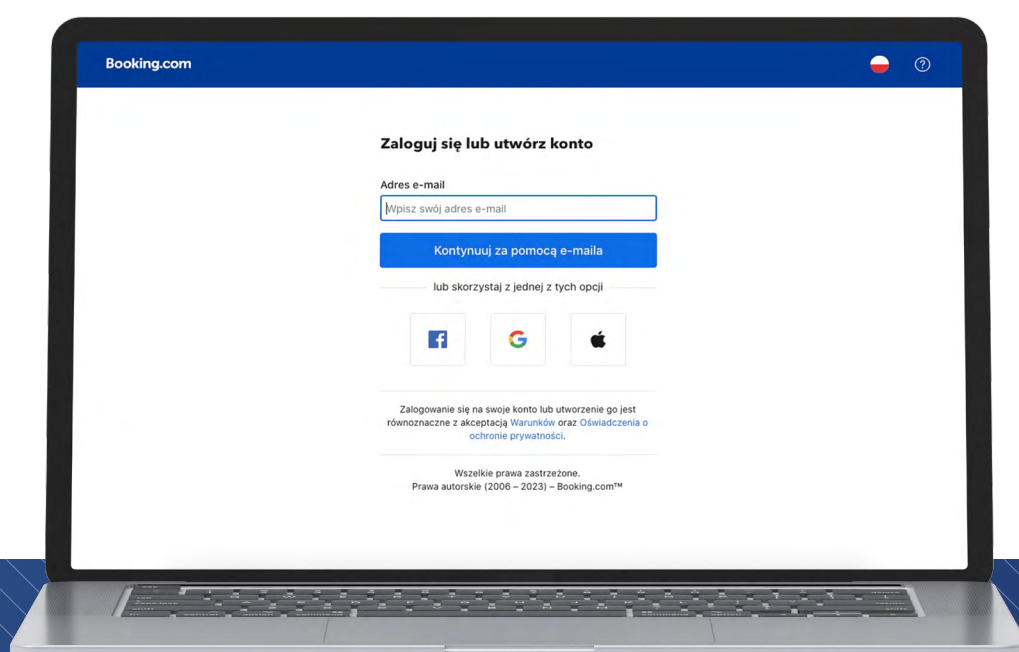 Booking.com
Zaloguj się lub utwórz konto
Adres e-mail
Wpisz swój adres e-mail
Kontynuuj za pomocą e-maila
lub skorzystaj z jednej z tych opcji
Zalogowanie się na swoje konto lub utworzenie go jest
równoznaczne z akceptacją Warunków oraz Oświadczenia o
ochronie prywatności.
Wszelkie prawa zastrzeżone.
Prawa autorskie (2006 – 2023) – Booking.com™